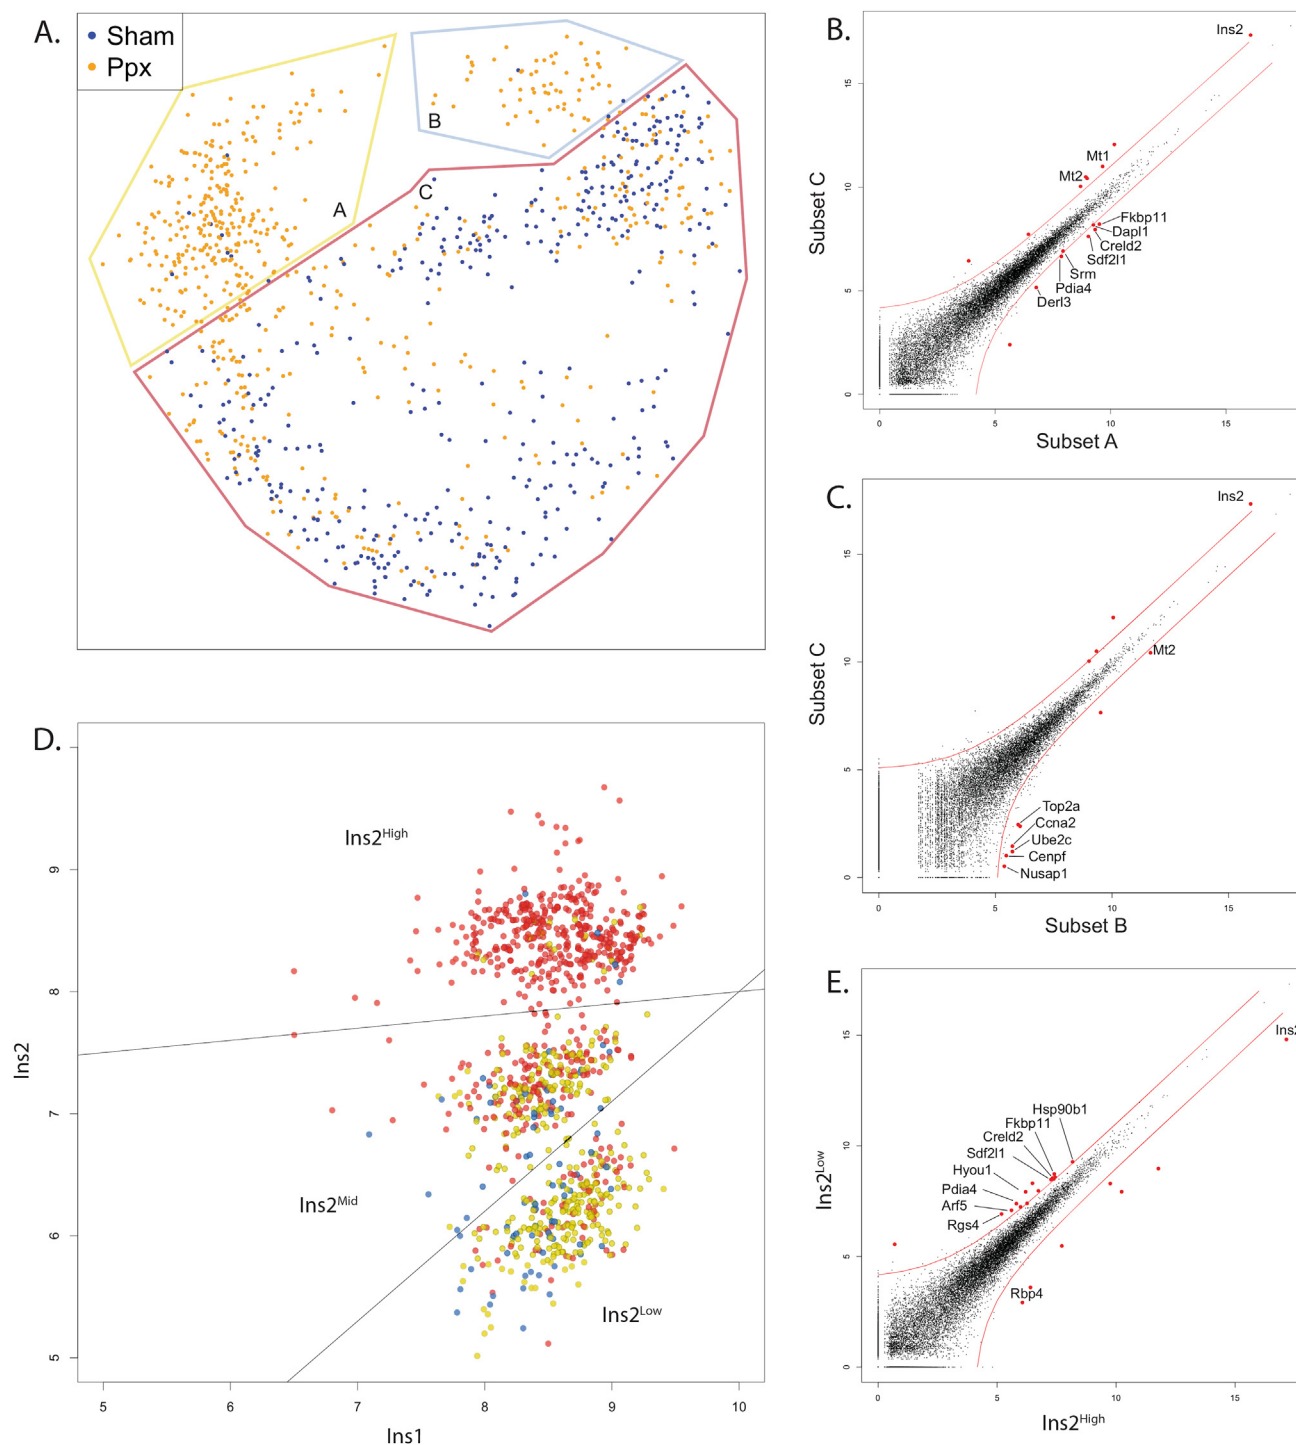 A.
Sham
Ppx
A
B
C
B.
Subset C
15
10
5
0
Ins2
Mt1
Mt2
Fkbp11
Dapl1
Creld2
Sdf2l1
Srm
Pdia4
Derl3
0 5 10 15
Subset A
C.
Subset C
15
10
5
0
Ins2
Mt2
Top2a
Ccna2
Ube2c
Cenpf
Nusap1
0 5 10 15
Subset B
D.
Ins2
9
8
7
6
5
Ins2High
Ins2Mid
Ins2Low
5 6 7 8 9 10
Ins1
E.
Ins2Low
15
10
5
0
Ins2
Hsp90b1
Fkbp11
Creld2
Sdf2l1
Hyou1
Pdia4
Arf5
Rgs4
Rbp4
0 5 10 15
Ins2High